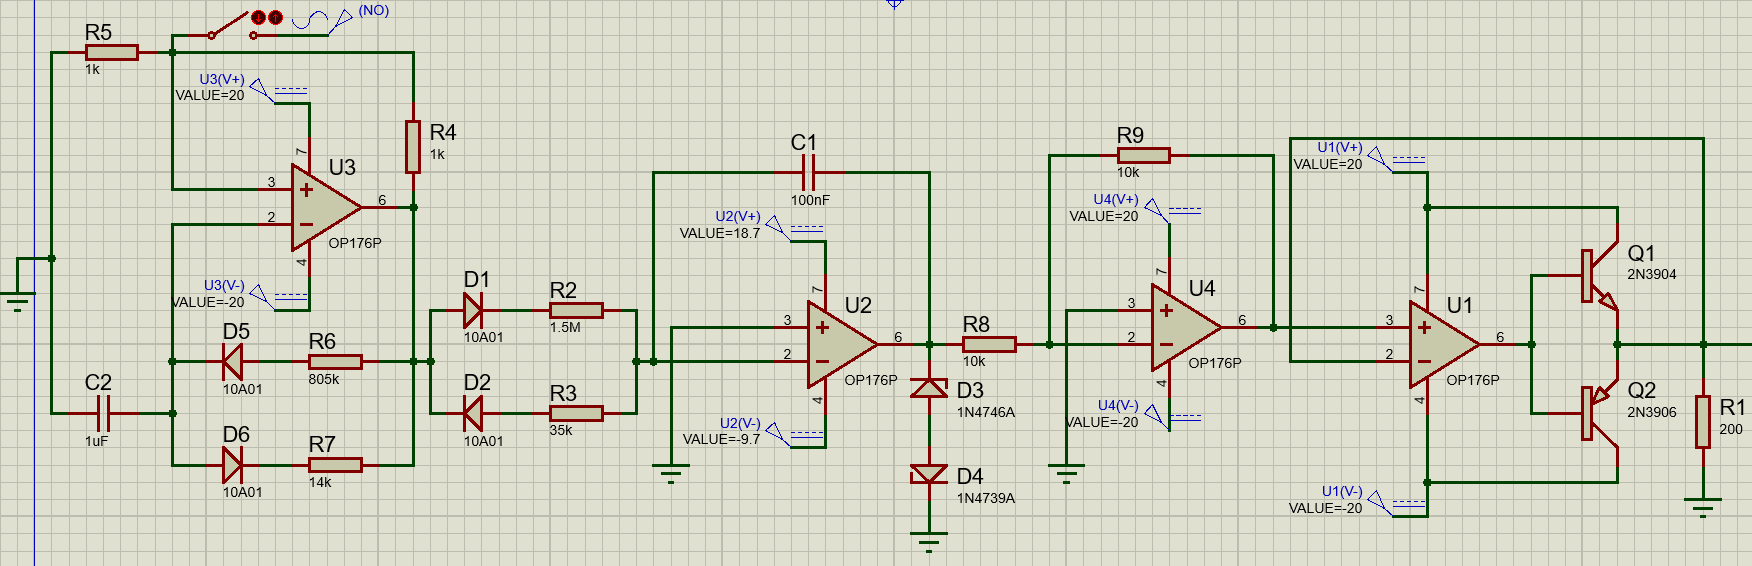 (NO)
R5
1k
U3(V+)
VALUE=20
R4
1k
7
U3
3
6
2
OP176P
4
U3(V-)
VALUE=-20
D5
10A01
R6
805k
C2
1uF
D6
10A01
R7
14k
D1
10A01
R2
1.5M
D2
10A01
R3
35k
C1
100nF
U2(V+)
VALUE=18.7
7
U2
3
6
2
OP176P
4
U2(V-)
VALUE=-9.7
R8
10k
D3
1N4746A
D4
1N4739A
R9
10k
U4(V+)
VALUE=20
7
U4
3
6
2
OP176P
4
U4(V-)
VALUE=-20
U1(V+)
VALUE=20
7
U1
3
6
2
OP176P
4
U1(V-)
VALUE=-20
Q1
2N3904
Q2
2N3906
R1
200